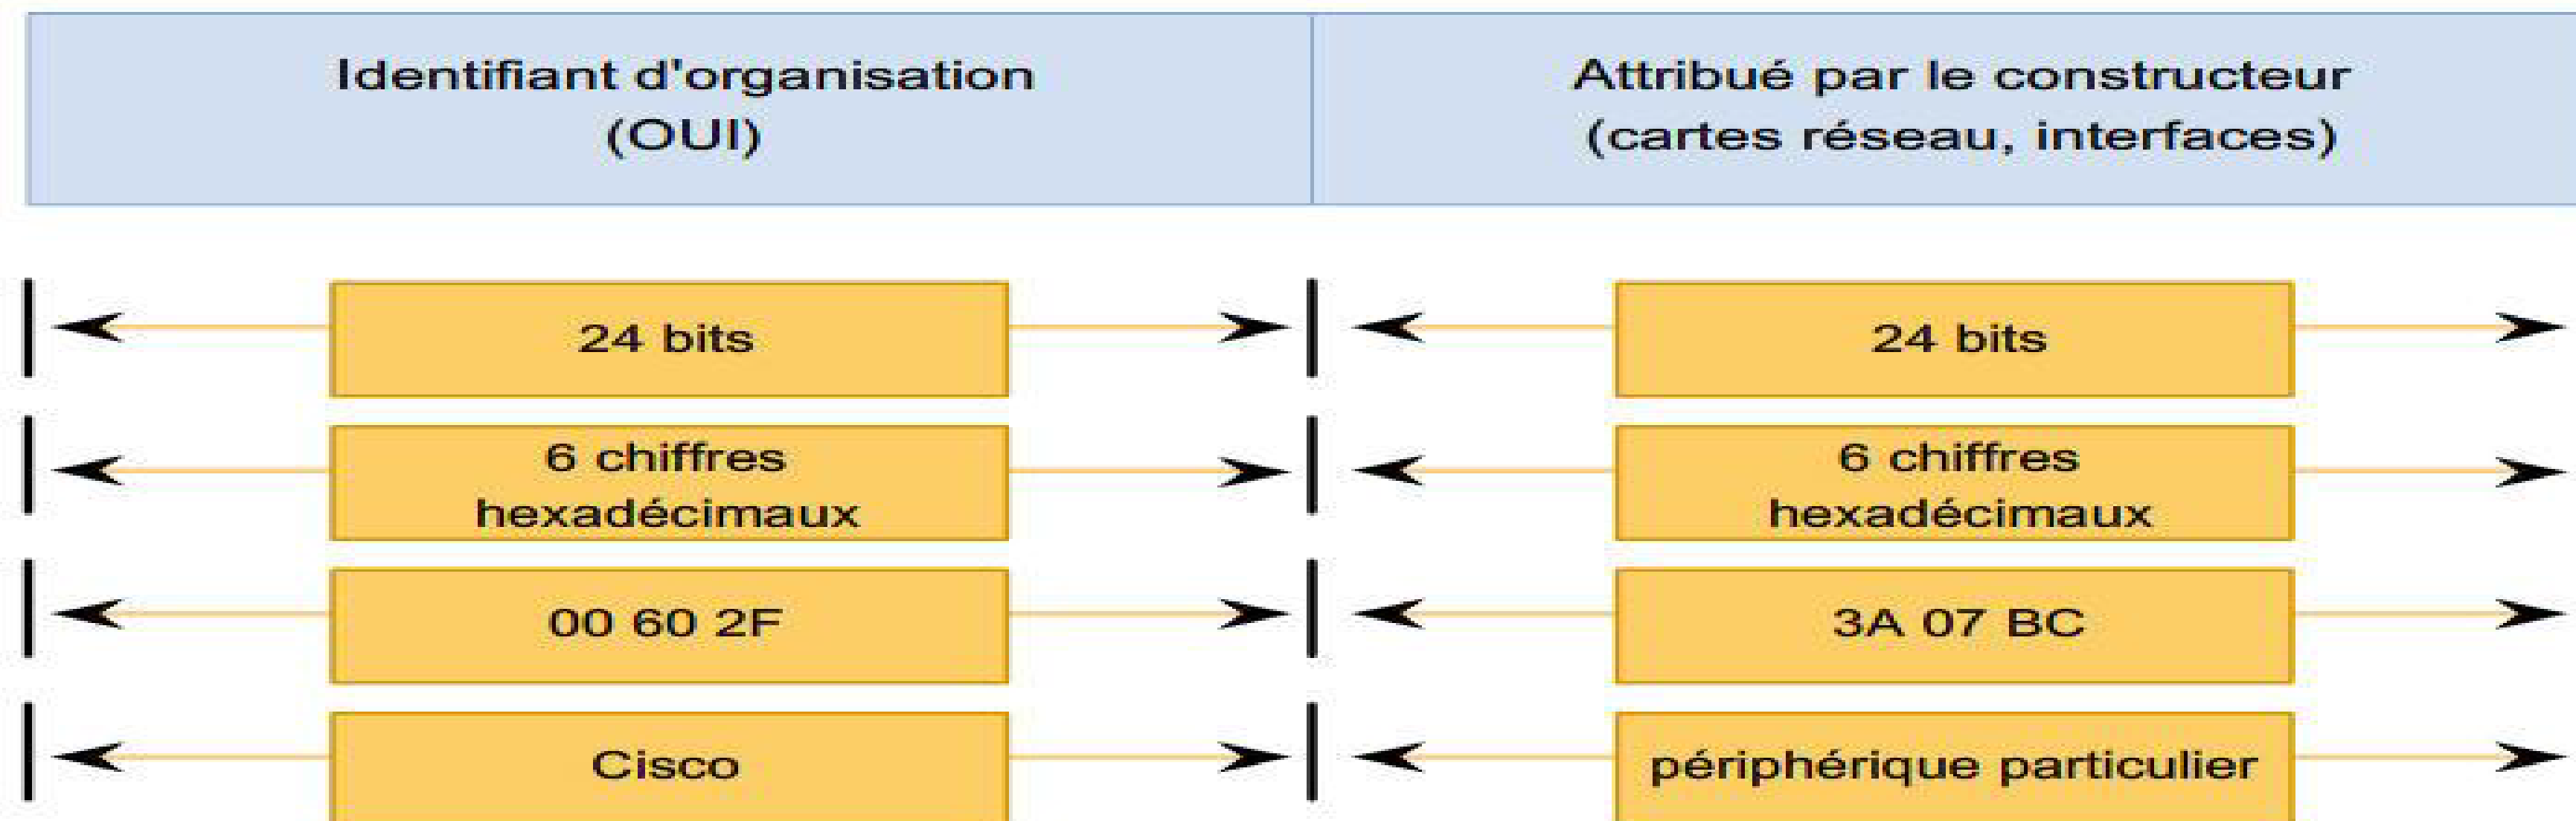 Identifiant d'organisation
(OUI)
Attribué par le constructeur
(cartes réseau, interfaces)
24 bits
24 bits
6 chiffres
hexadécimaux
6 chiffres
hexadécimaux
00 60 2F
3A 07 BC
Cisco
périphérique particulier